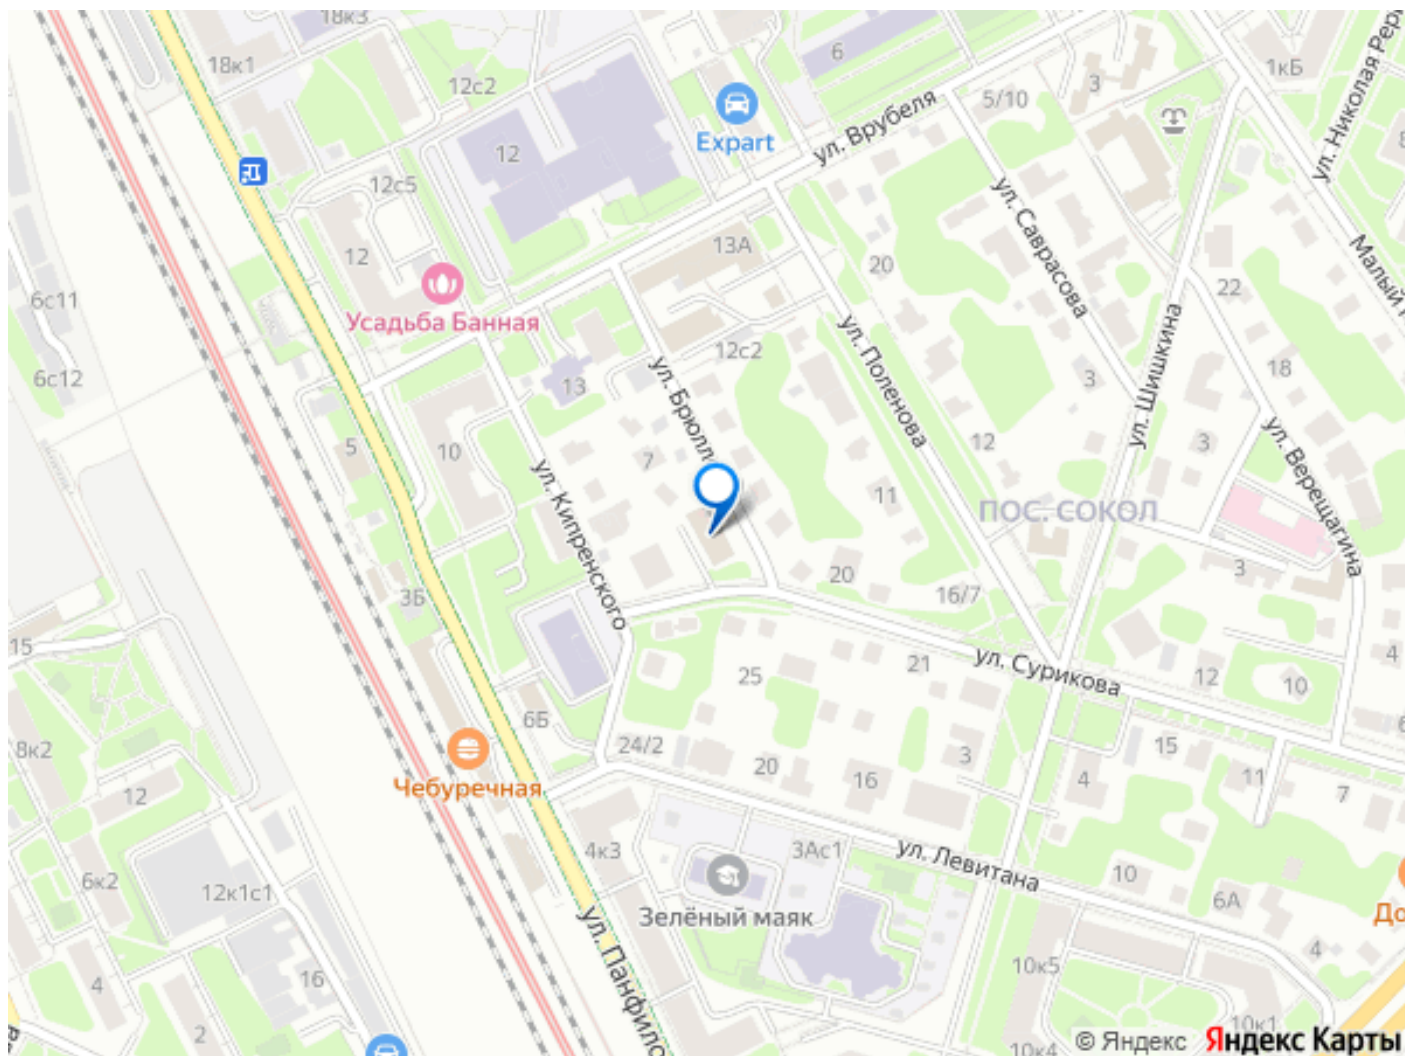 18к3
18к1
12с2
6
3
1кБ
5/10
ул. Николая Рер
Expart
ул. Врубеля
12
12с5
ул. Саврасова
13А
12
20
22
Малый
6с11
Усадьба Банная
ул. Поленова
ул. Шишкина
12с2
6с12
13
ул. Брюлл
3
18
5
10
7
12
3
ул. Верещагина
ул. Кипренского
11
ПОС. СОКОЛ
3Б
20
16/7
3
15
25
21
ул. Сурикова
12
10
4
6Б
24/2
8к2
20
3
15
Чебуречная
16
4
11
7
12
4к3
3Ас1
ул. Левитана
10
6к2
12к1с1
6А
Зелёный маяк
До
ул. Панфило
4
10к5
4
16
2
10к1
10к4
© Яндекс Яндекс Карты